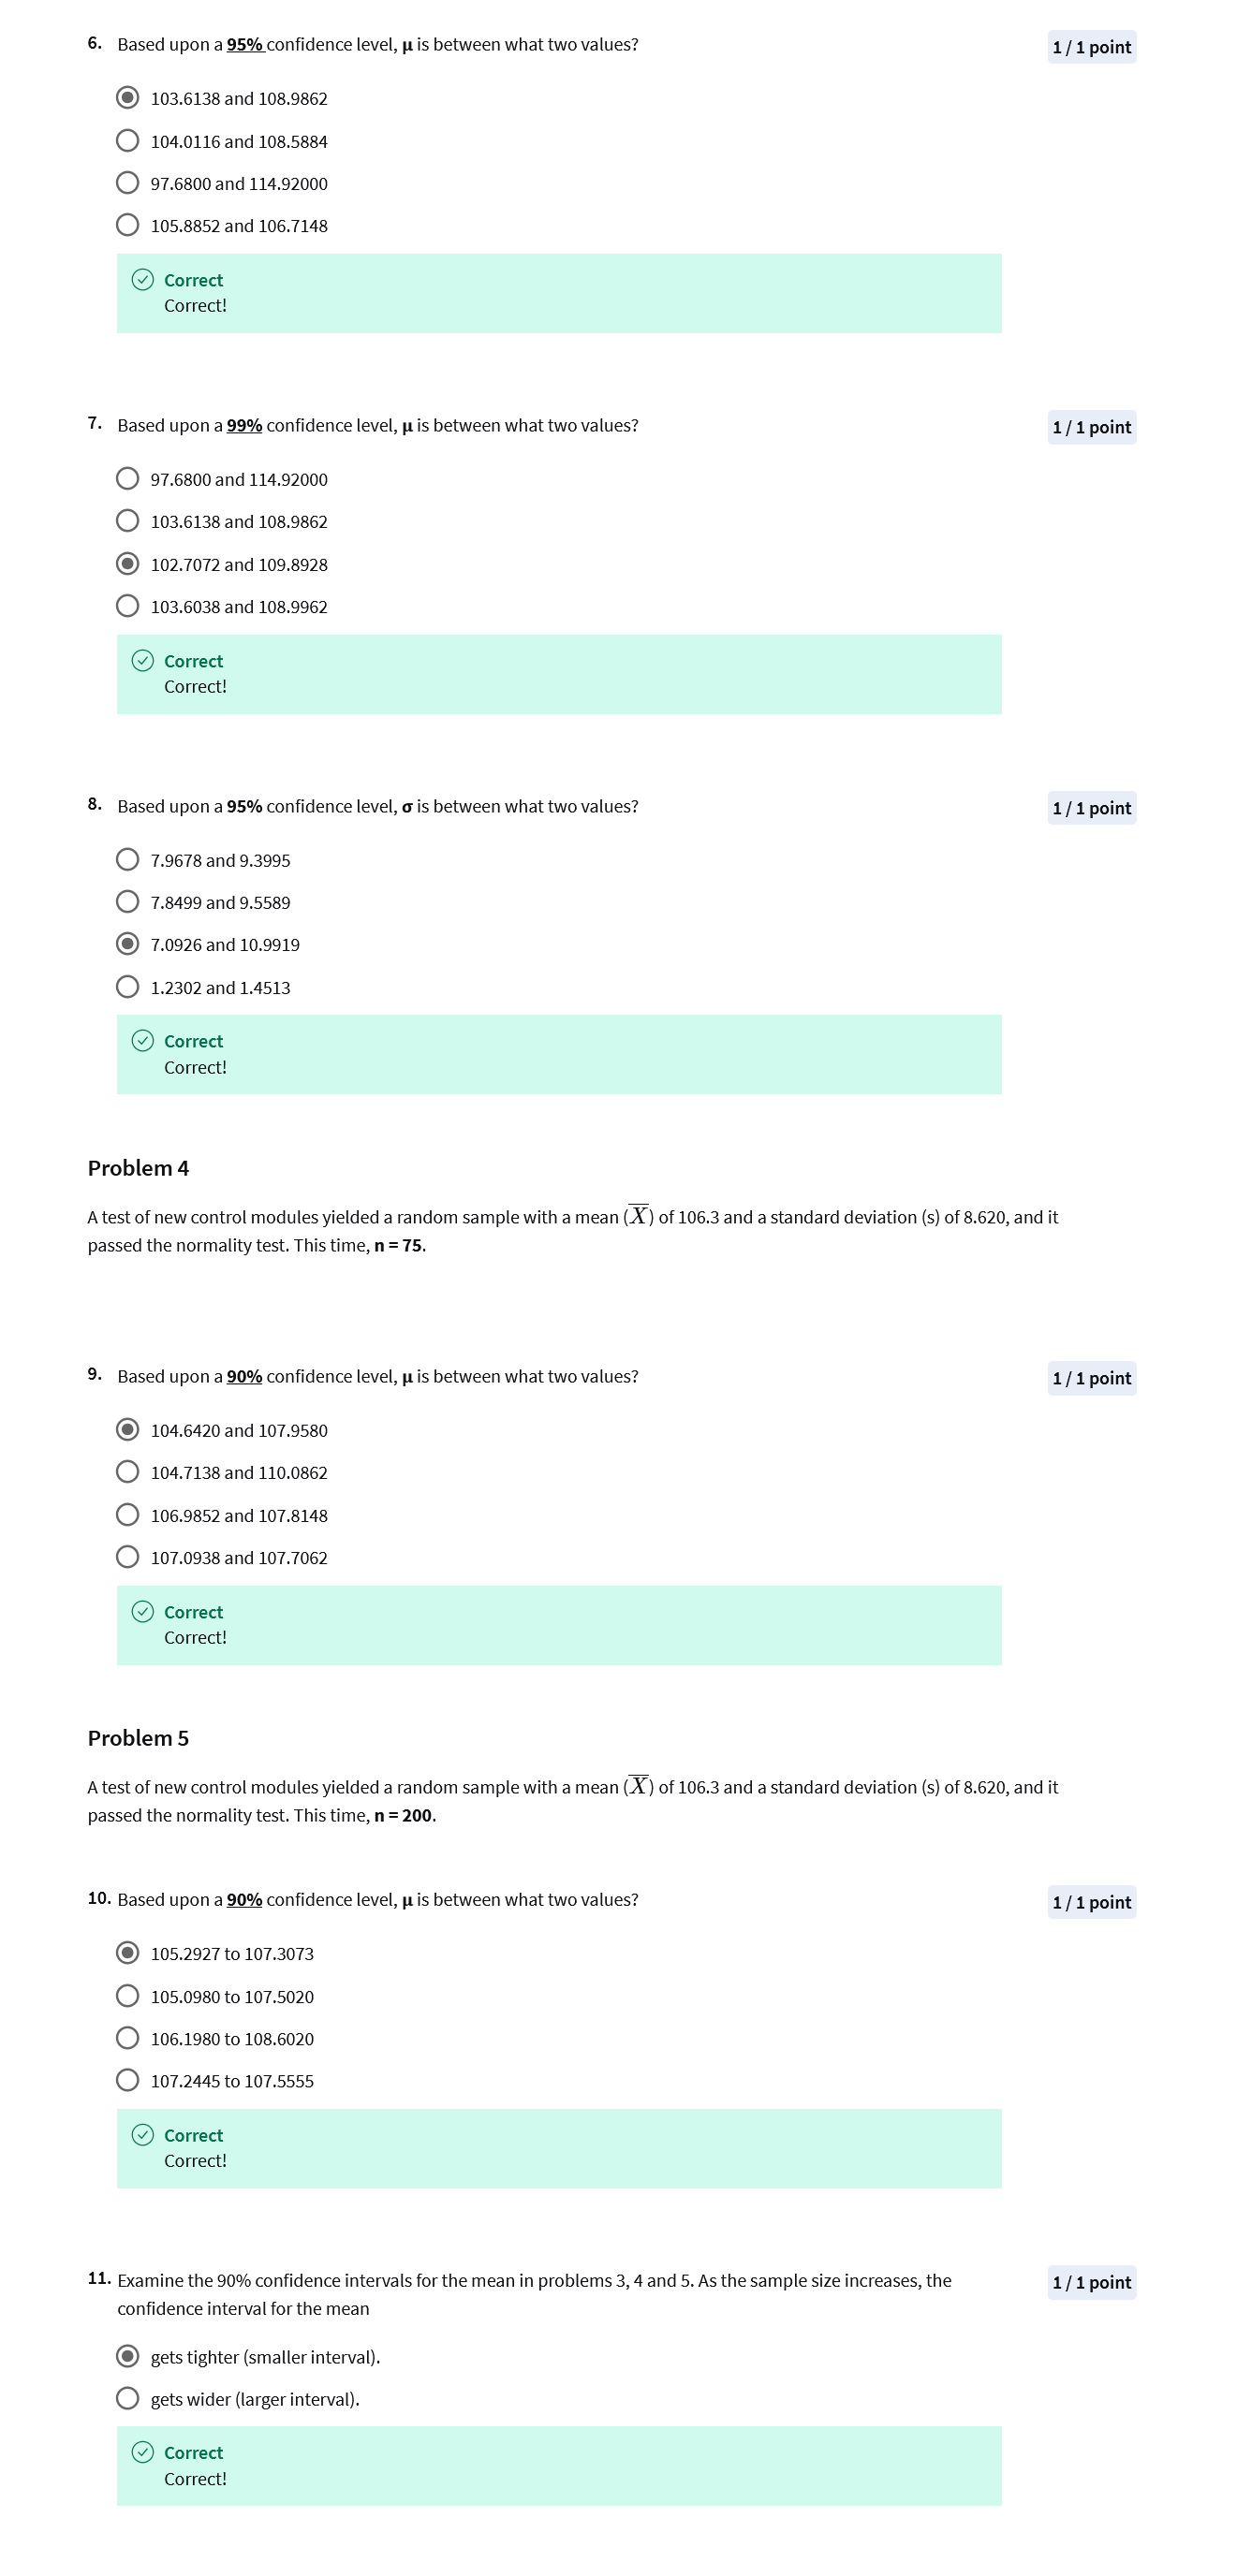 6. Based upon a 95% confidence level, μ is between what two values?
1 / 1 point
103.6138 and 108.9862
104.0116 and 108.5884
97.6800 and 114.92000
105.8852 and 106.7148
Correct
Correct!
7. Based upon a 99% confidence level, μ is between what two values?
1 / 1 point
97.6800 and 114.92000
103.6138 and 108.9862
102.7072 and 109.8928
103.6038 and 108.9962
Correct
Correct!
8. Based upon a 95% confidence level, σ is between what two values?
1 / 1 point
7.9678 and 9.3995
7.8499 and 9.5589
7.0926 and 10.9919
1.2302 and 1.4513
Correct
Correct!
Problem 4
A test of new control modules yielded a random sample with a mean (X̅) of 106.3 and a standard deviation (s) of 8.620, and it
passed the normality test. This time, n = 75.
9. Based upon a 90% confidence level, μ is between what two values?
1 / 1 point
104.6420 and 107.9580
104.7138 and 110.0862
106.9852 and 107.8148
107.0938 and 107.7062
Correct
Correct!
Problem 5
A test of new control modules yielded a random sample with a mean (X̅) of 106.3 and a standard deviation (s) of 8.620, and it
passed the normality test. This time, n = 200.
10. Based upon a 90% confidence level, μ is between what two values?
1 / 1 point
105.2927 to 107.3073
105.0980 to 107.5020
106.1980 to 108.6020
107.2445 to 107.5555
Correct
Correct!
11. Examine the 90% confidence intervals for the mean in problems 3, 4 and 5. As the sample size increases, the
confidence interval for the mean
1 / 1 point
gets tighter (smaller interval).
gets wider (larger interval).
Correct
Correct!